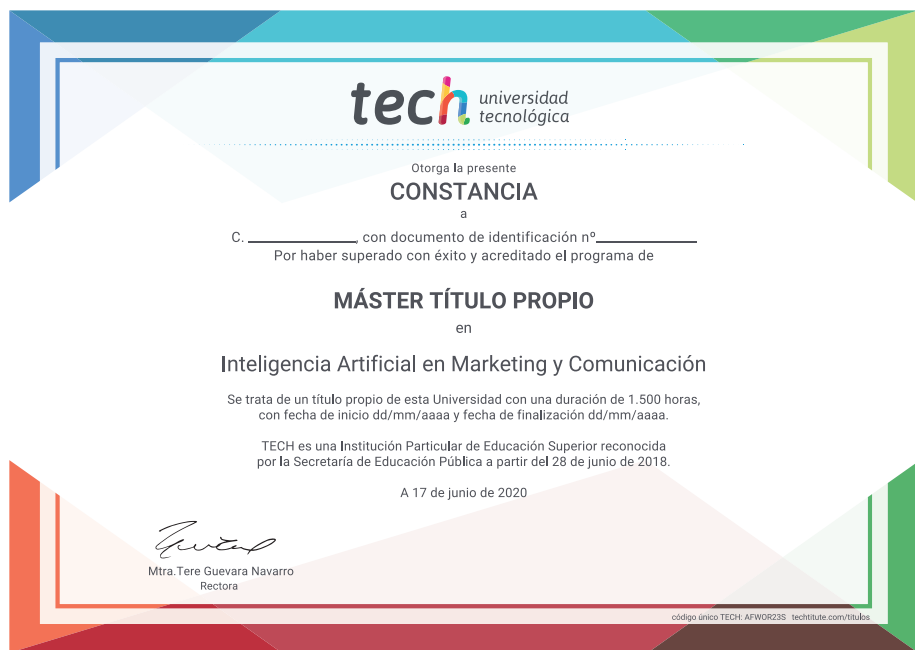 tech universidad
tecnológica
Otorga la presente
CONSTANCIA
a
C. ____________, con documento de identificación nº____________
Por haber superado con éxito y acreditado el programa de
MÁSTER TÍTULO PROPIO
en
Inteligencia Artificial en Marketing y Comunicación
Se trata de un título propio de esta Universidad con una duración de 1.500 horas,
con fecha de inicio dd/mm/aaaa y fecha de finalización dd/mm/aaaa.
TECH es una Institución Particular de Educación Superior reconocida
por la Secretaría de Educación Pública a partir del 28 de junio de 2018.
A 17 de junio de 2020
Mtra.Tere Guevara Navarro
Rectora
código único TECH: AFWOR23S techtitute.com/titulos